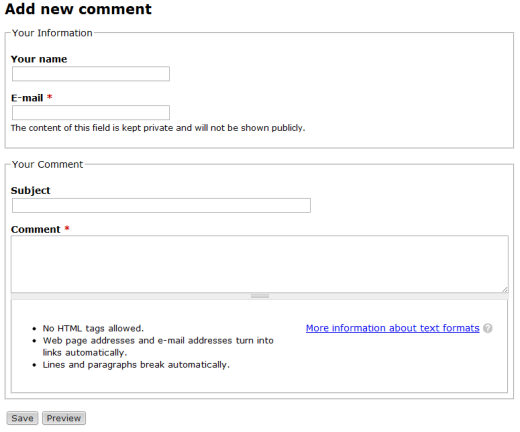 Add new comment
Your Information
Your name
E-mail *
The content of this field is kept private and will not be shown publicly.
Your Comment
Subject
Comment *
• No HTML tags allowed.
More information about text formats ?
• Web page addresses and e-mail addresses turn into
links automatically.
• Lines and paragraphs break automatically.
Save Preview